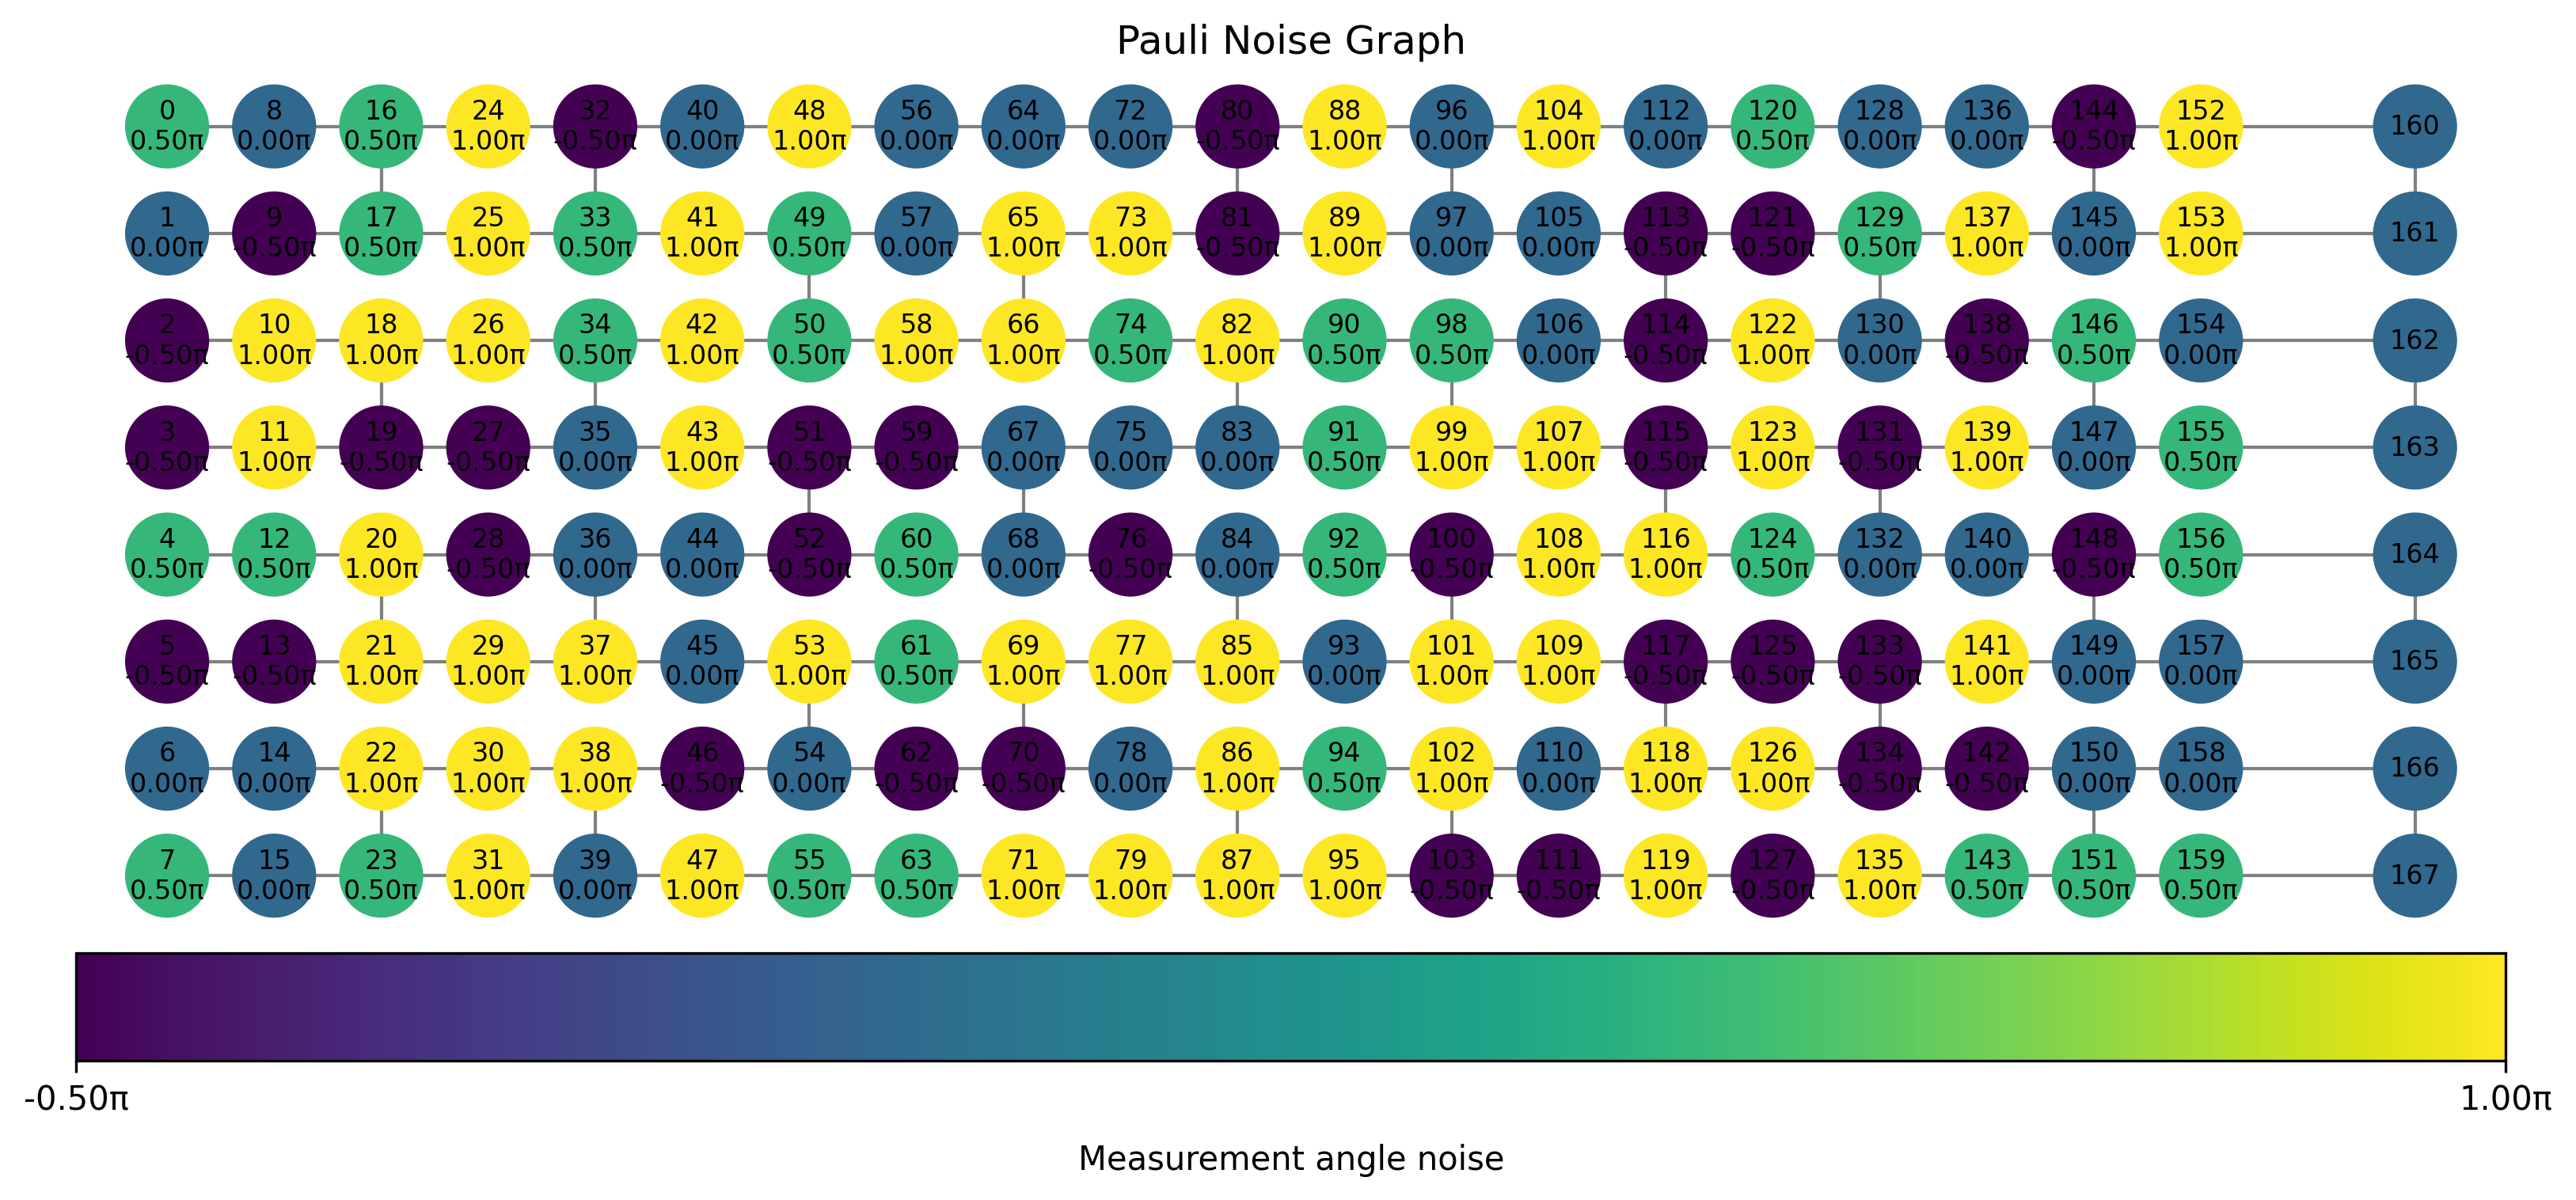 Pauli Noise Graph
0 8 16 24 32 40 48 56 64 72 80 88 96 104 112 120 128 136 144 152 160
0.50π 0.00π 0.50π 1.00π -0.50π 0.00π 1.00π 0.00π 0.00π 0.00π -0.50π 1.00π 0.00π 1.00π 0.00π 0.50π 0.00π 0.00π -0.50π 1.00π
1 9 17 25 33 41 49 57 65 73 81 89 97 105 113 121 129 137 145 153 161
0.00π -0.50π 0.50π 1.00π 0.50π 1.00π 0.50π 0.00π 1.00π 1.00π -0.50π 1.00π 0.00π 0.00π -0.50π -0.50π 0.50π 1.00π 0.00π 1.00π
2 10 18 26 34 42 50 58 66 74 82 90 98 106 114 122 130 138 146 154 162
-0.50π 1.00π 1.00π 1.00π 0.50π 1.00π 0.50π 1.00π 1.00π 0.50π 1.00π 0.50π 0.50π 0.00π -0.50π 1.00π 0.00π -0.50π 0.50π 0.00π
3 11 19 27 35 43 51 59 67 75 83 91 99 107 115 123 131 139 147 155 163
-0.50π 1.00π -0.50π -0.50π 0.00π 1.00π -0.50π -0.50π 0.00π 0.00π 0.00π 0.50π 1.00π 1.00π -0.50π 1.00π -0.50π 1.00π 0.00π 0.50π
4 12 20 28 36 44 52 60 68 76 84 92 100 108 116 124 132 140 148 156 164
0.50π 0.50π 1.00π -0.50π 0.00π 0.00π -0.50π 0.50π 0.00π -0.50π 0.00π 0.50π -0.50π 1.00π 1.00π 0.50π 0.00π 0.00π -0.50π 0.50π
5 13 21 29 37 45 53 61 69 77 85 93 101 109 117 125 133 141 149 157 165
-0.50π -0.50π 1.00π 1.00π 1.00π 0.00π 1.00π 0.50π 1.00π 1.00π 1.00π 0.00π 1.00π 1.00π -0.50π -0.50π -0.50π 1.00π 0.00π 0.00π
6 14 22 30 38 46 54 62 70 78 86 94 102 110 118 126 134 142 150 158 166
0.00π 0.00π 1.00π 1.00π 1.00π -0.50π 0.00π -0.50π -0.50π 0.00π 1.00π 0.50π 1.00π 0.00π 1.00π 1.00π -0.50π -0.50π 0.00π 0.00π
7 15 23 31 39 47 55 63 71 79 87 95 103 111 119 127 135 143 151 159 167
0.50π 0.00π 0.50π 1.00π 0.00π 1.00π 0.50π 0.50π 1.00π 1.00π 1.00π 1.00π -0.50π -0.50π 1.00π -0.50π 1.00π 0.50π 0.50π 0.50π
-0.50π 1.00π
Measurement angle noise